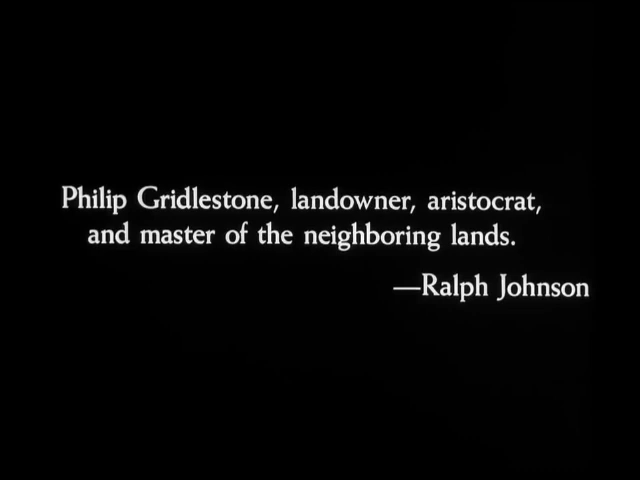 Philip Gridlestone, landowner, aristocrat,
and master of the neighboring lands.
—Ralph Johnson